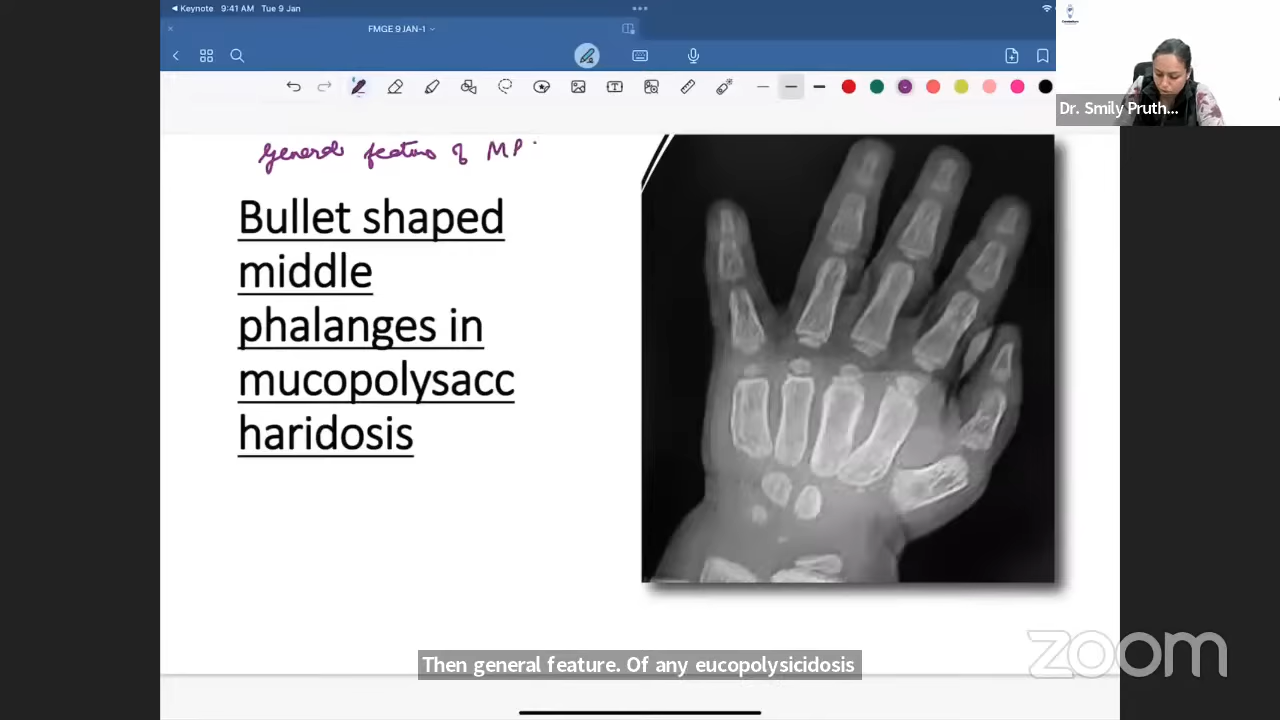 Keynote 9:41 AM Tue 9 Jan
FMGE 9 JAN-1
Dr. Smily Pruth...
General features of MP
Bullet shaped
middle
phalanges in
mucopolysacc
haridosis
Then general feature. Of any eucopolysicidosis
zoom